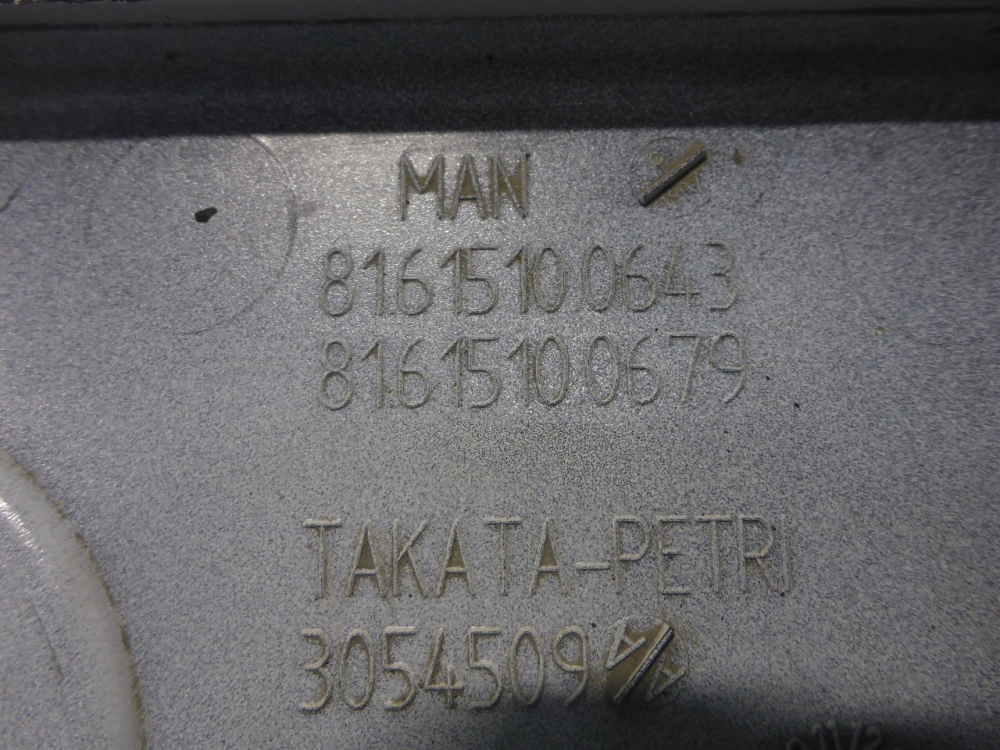 MAN
81.61510.0643
81.61510.0679
TAKATA-PETRI
3054509 A/A